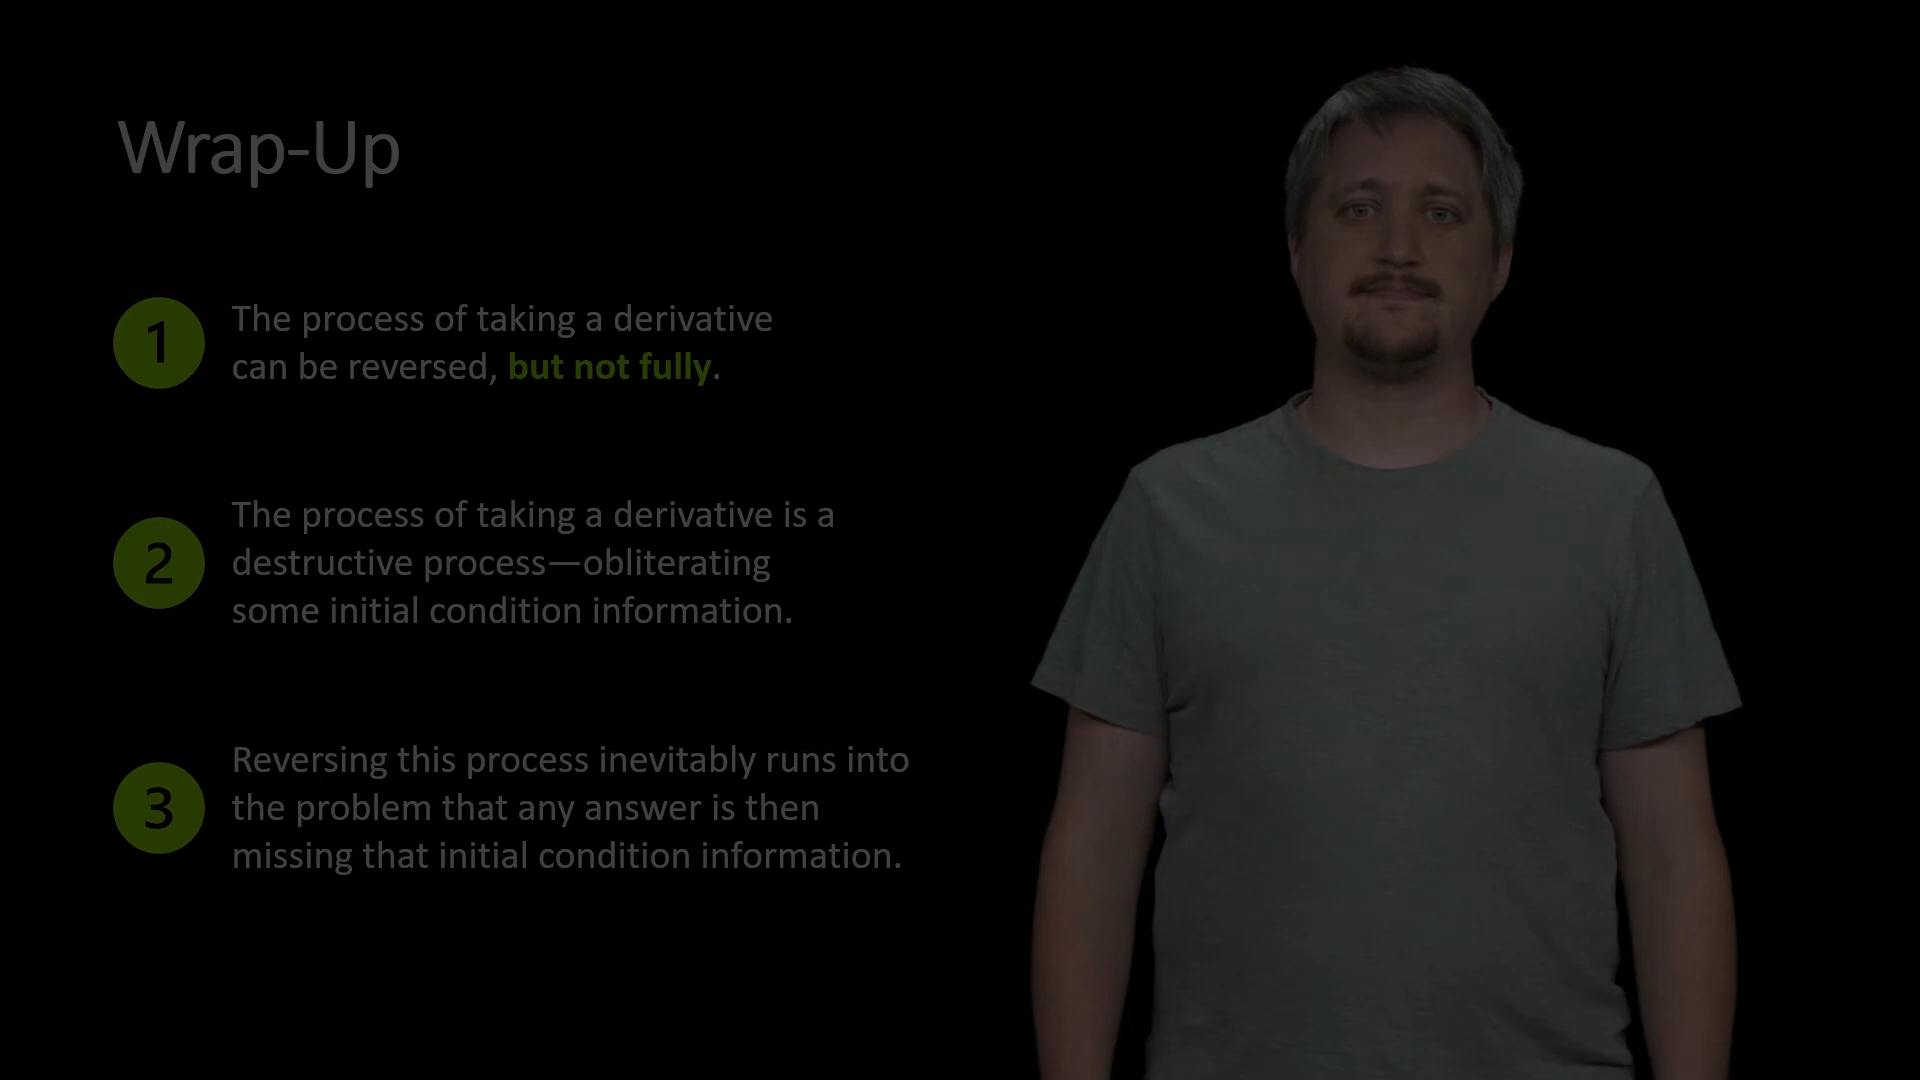 Wrap-Up
1
The process of taking a derivative
can be reversed, but not fully.
2
The process of taking a derivative is a
destructive process—obliterating
some initial condition information.
3
Reversing this process inevitably runs into
the problem that any answer is then
missing that initial condition information.